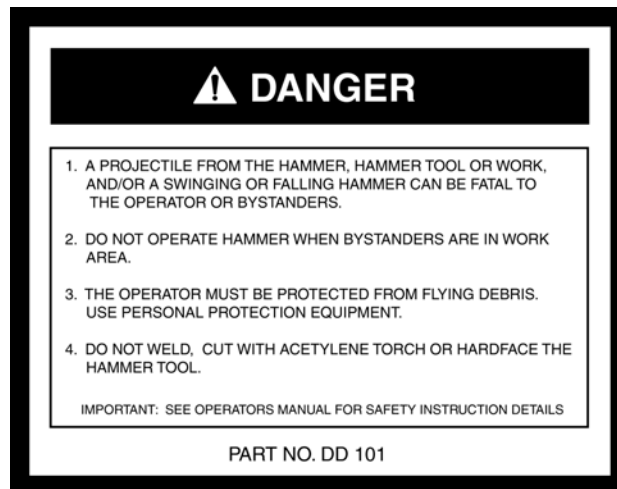 DANGER
1. A PROJECTILE FROM THE HAMMER, HAMMER TOOL OR WORK,
AND/OR A SWINGING OR FALLING HAMMER CAN BE FATAL TO
THE OPERATOR OR BYSTANDERS.
2. DO NOT OPERATE HAMMER WHEN BYSTANDERS ARE IN WORK
AREA.
3. THE OPERATOR MUST BE PROTECTED FROM FLYING DEBRIS.
USE PERSONAL PROTECTION EQUIPMENT.
4. DO NOT WELD, CUT WITH ACETYLENE TORCH OR HARDFACE THE
HAMMER TOOL.
IMPORTANT: SEE OPERATORS MANUAL FOR SAFETY INSTRUCTION DETAILS
PART NO. DD 101